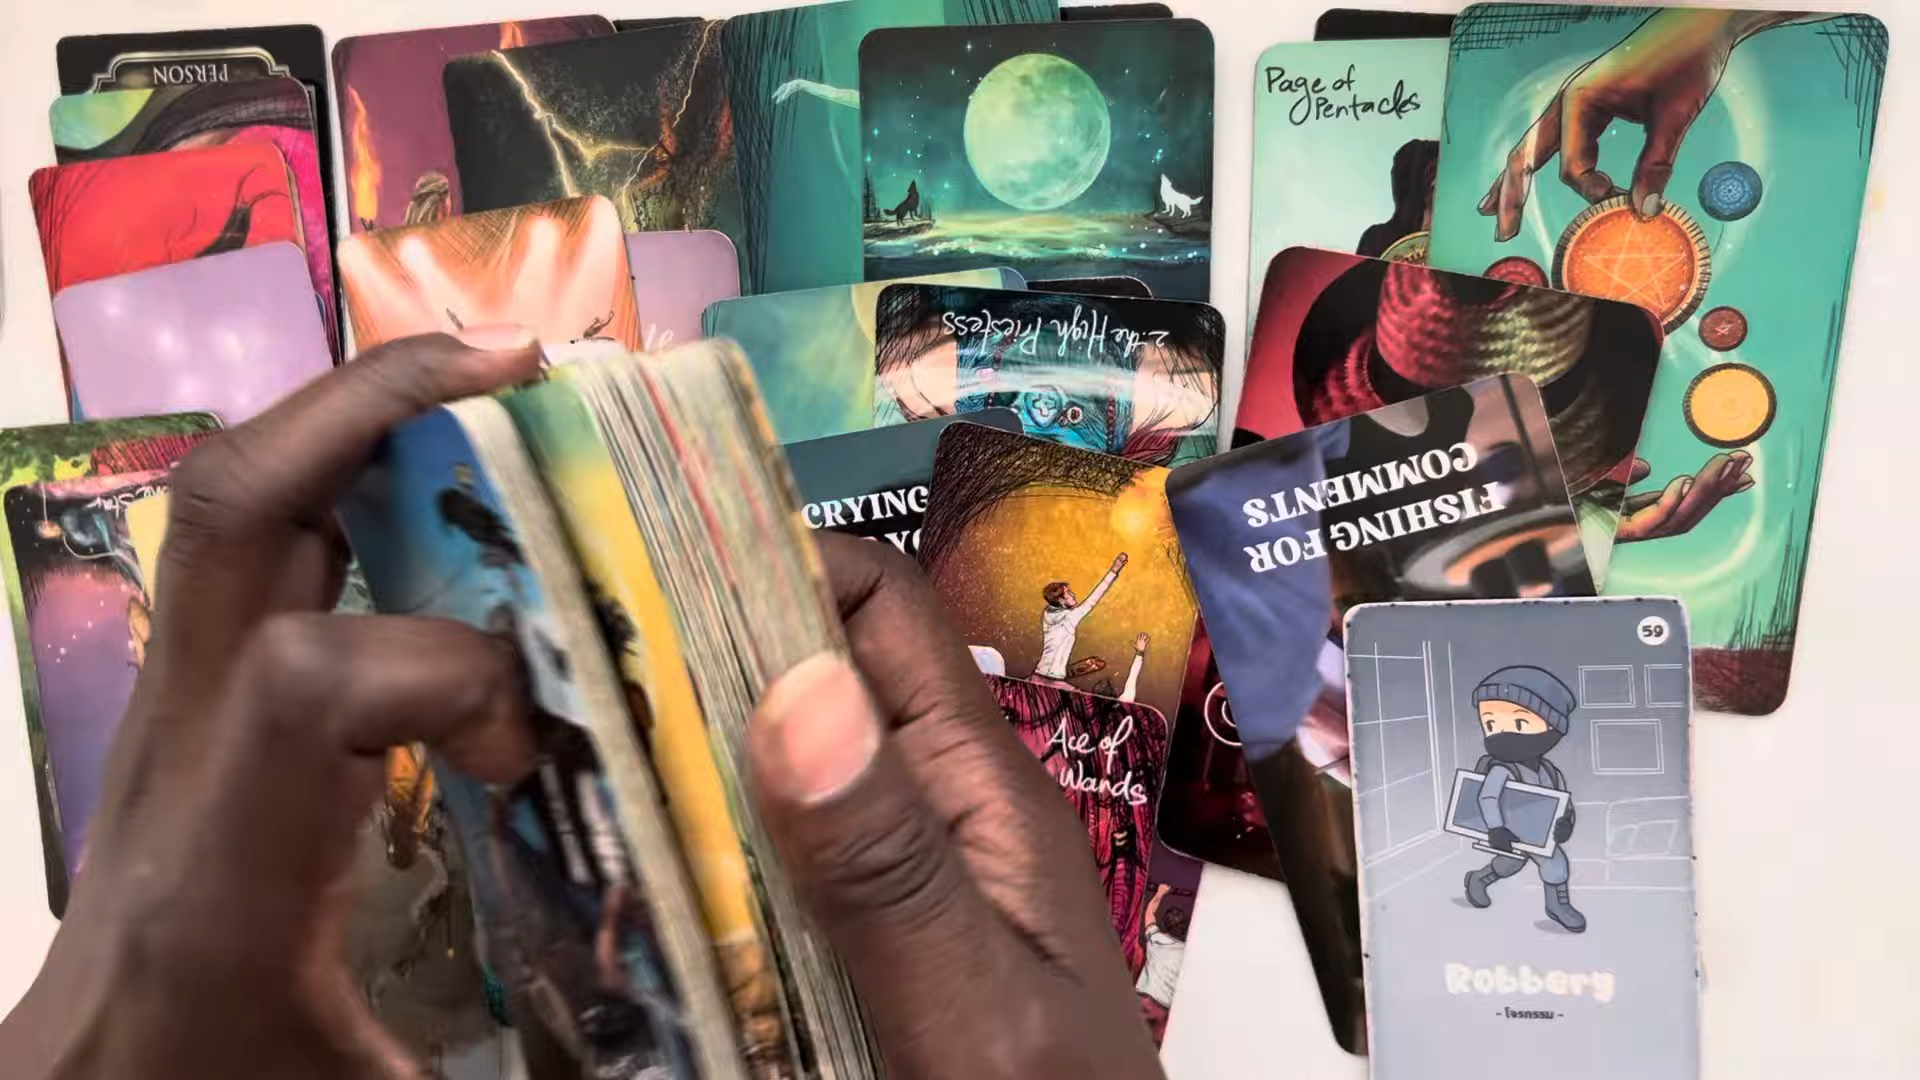 PERSON
Page of
Pentacles
2. the High Priestess
CRYING
FISHING FOR
COMMENTS
Ace of
Wands
59
Robbery
- โจรกรรม -